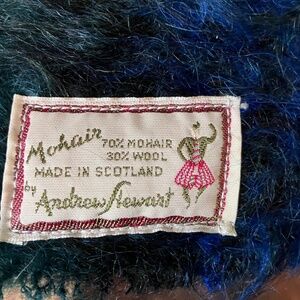 Mohair 70% MOHAIR
30% WOOL
MADE IN SCOTLAND
by
Andrew Stewart